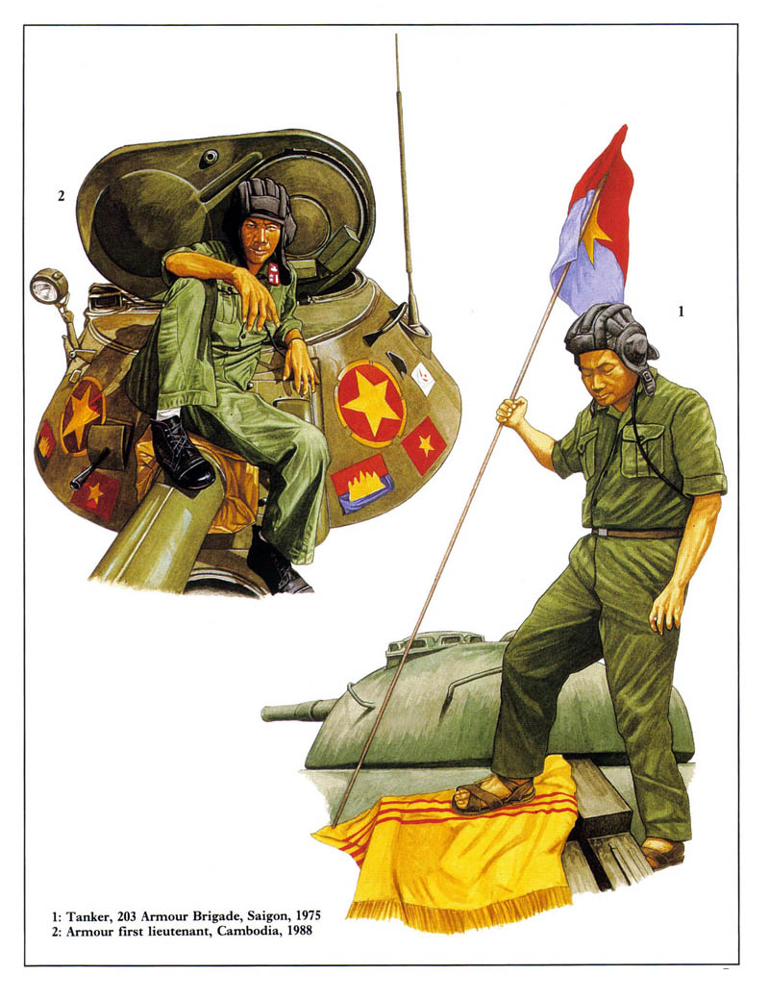 2
1
1: Tanker, 203 Armour Brigade, Saigon, 1975
2: Armour first lieutenant, Cambodia, 1988